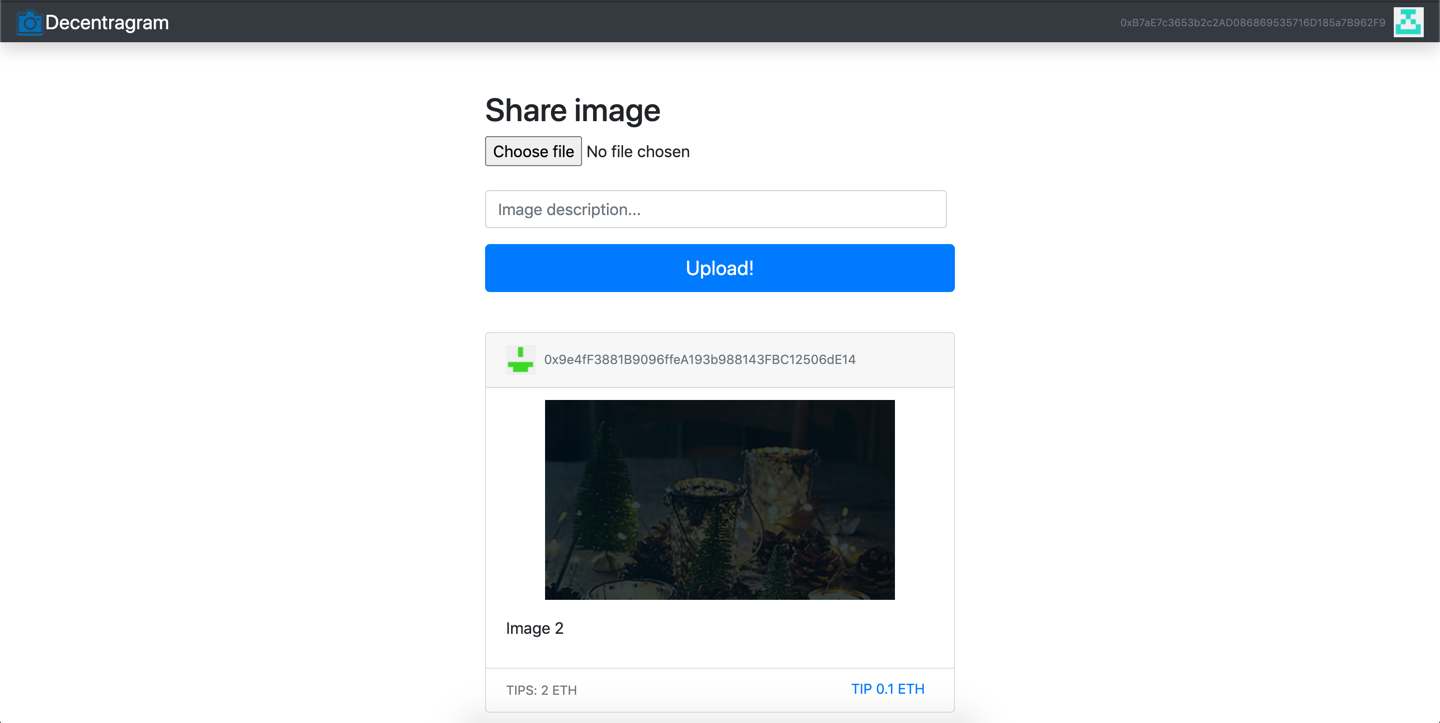 Decentragram
0xB7aE7c3653b2c2AD086869535716D185a7B962F9
Share image
Choose file No file chosen
Image description...
Upload!
0x9e4fF3881B9096ffeA193b988143FBC12506dE14
Image 2
TIPS: 2 ETH
TIP 0.1 ETH